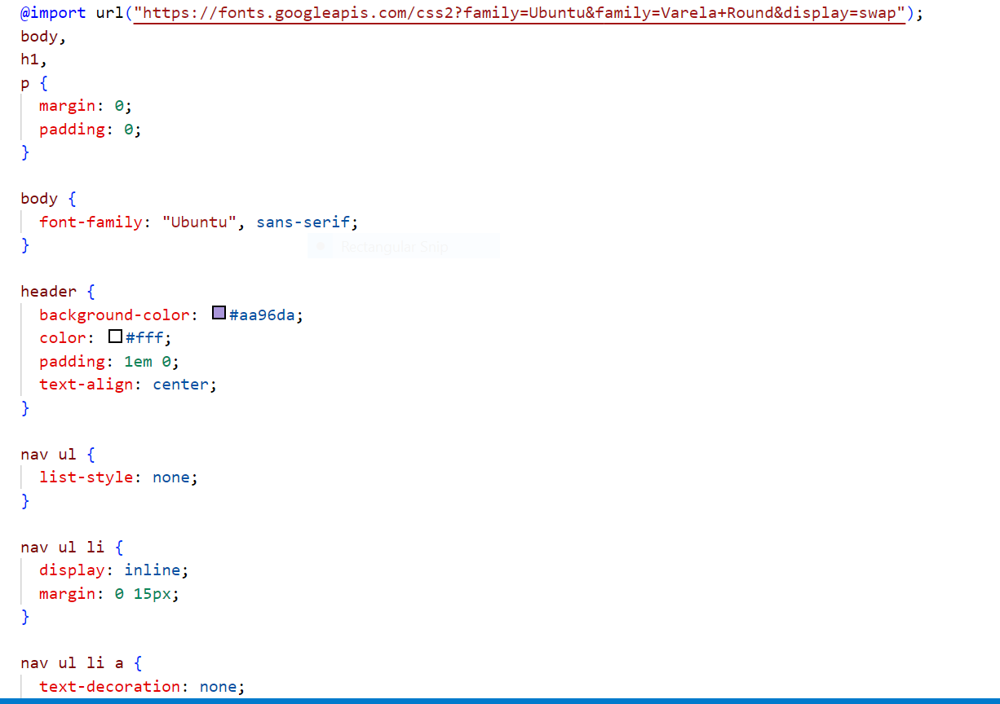 @import url("https://fonts.googleapis.com/css2?family=Ubuntu&family=Varela+Round&display=swap");
body,
h1,
p {
  margin: 0;
  padding: 0;
}

body {
  font-family: "Ubuntu", sans-serif;
}
Rectangular Snip

header {
  background-color: #aa96da;
  color: #fff;
  padding: 1em 0;
  text-align: center;
}

nav ul {
  list-style: none;
}

nav ul li {
  display: inline;
  margin: 0 15px;
}

nav ul li a {
  text-decoration: none;